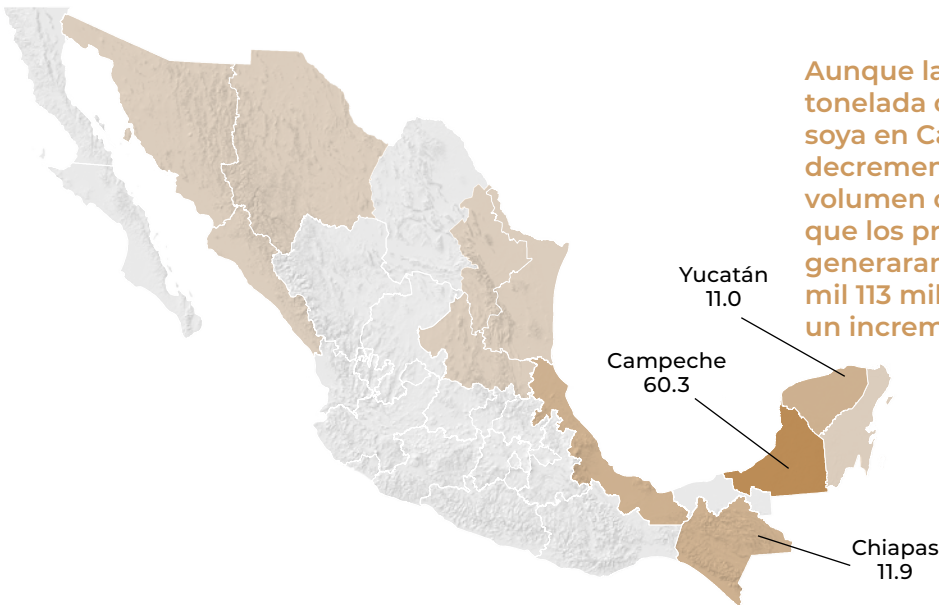 Aunque la
tonelada
soya en Ca
decremen
volumen
que los pr
generara
mil 113 mil
un increm
Yucatán
11.0
Campeche
60.3
Chiapas
11.9